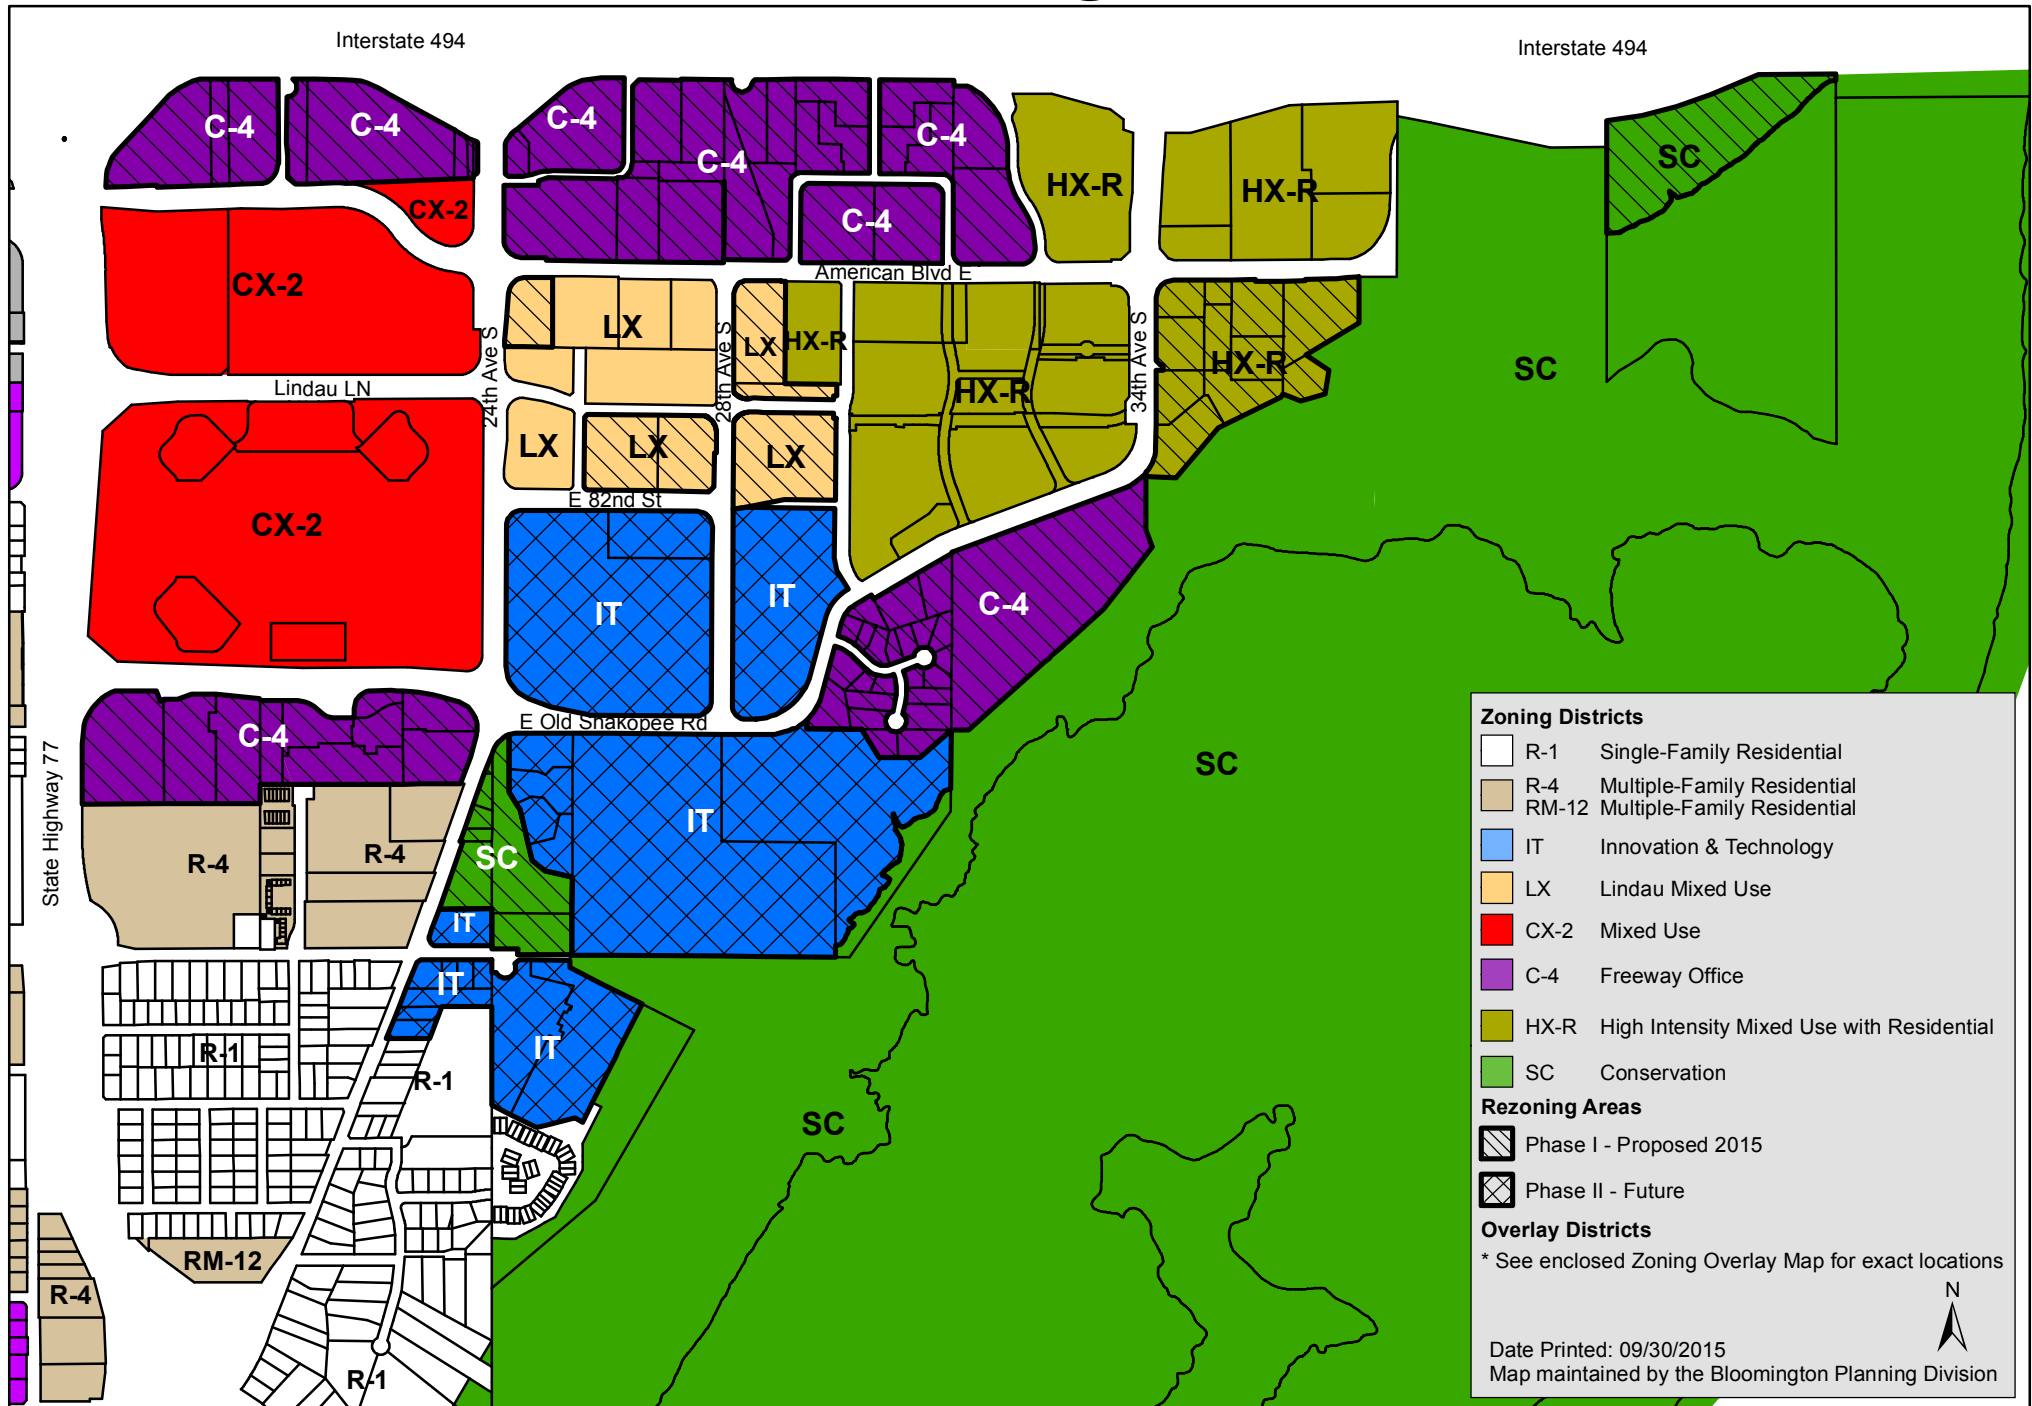 Interstate 494
Interstate 494
C-4
C-4
C-4
C-4
C-4
SC
CX-2
HX-R
HX-R
C-4
American Blvd E
CX-2
LX
LX
HX-R
24th Ave S
28th Ave S
34th Ave S
HX-R
SC
Lindau LN
HX-R
LX
LX
LX
E 82nd St
CX-2
IT
IT
C-4
E Old Shakopee Rd
C-4
SC
State Highway 77
IT
R-4
R-4
SC
IT
IT
IT
R-1
R-1
SC
RM-12
R-4
R-1
Zoning Districts
R-1 Single-Family Residential
R-4 Multiple-Family Residential
RM-12 Multiple-Family Residential
IT Innovation & Technology
LX Lindau Mixed Use
CX-2 Mixed Use
C-4 Freeway Office
HX-R High Intensity Mixed Use with Residential
SC Conservation
Rezoning Areas
Phase I - Proposed 2015
Phase II - Future
Overlay Districts
* See enclosed Zoning Overlay Map for exact locations
N
Date Printed: 09/30/2015
Map maintained by the Bloomington Planning Division